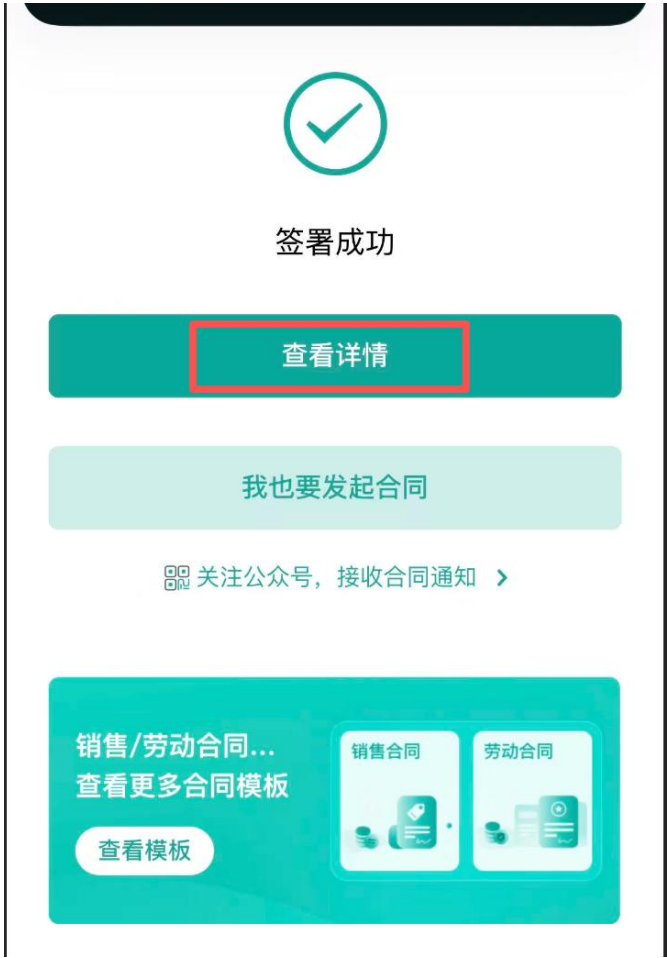 签署成功
查看详情
我也要发起合同
关注公众号，接收合同通知
销售/劳动合同...
查看更多合同模板
查看模板
销售合同
劳动合同